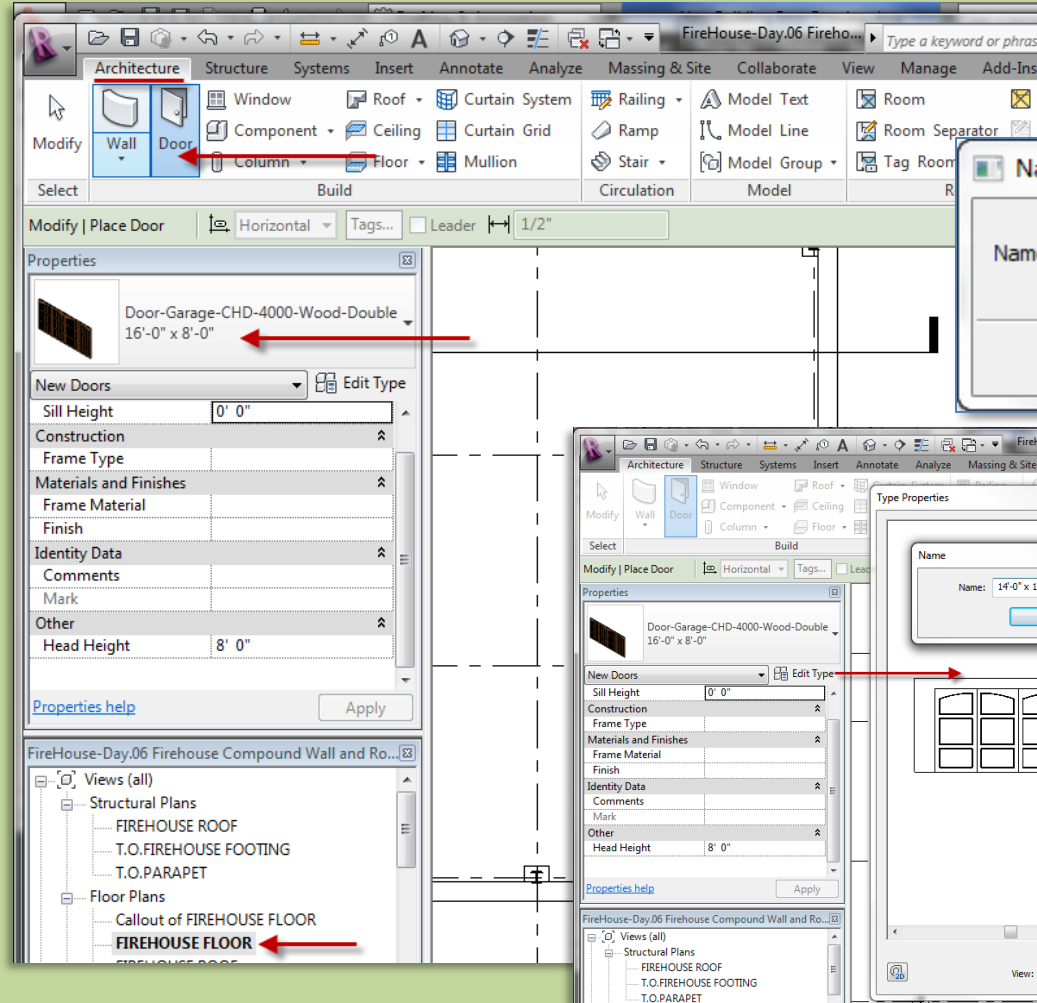 FireHouse-Day.06 Fireho...
Type a keyword or phras
Architecture Structure Systems Insert Annotate Analyze Massing & Site Collaborate View Manage Add-Ins
Modify Wall Door
Window Roof Curtain System Railing Model Text Room
Component Ceiling Curtain Grid Ramp Model Line Room Separator
Column Floor Mullion Stair Model Group Tag Room
Select Build Circulation Model
Modify | Place Door Horizontal Tags... Leader 1/2"
Properties
Door-Garage-CHD-4000-Wood-Double
16'-0" x 8'-0"
New Doors Edit Type
Sill Height 0' 0"
Construction
Frame Type
Materials and Finishes
Frame Material
Finish
Identity Data
Comments
Mark
Other
Head Height 8' 0"
Properties help Apply
FireHouse-Day.06 Firehouse Compound Wall and Ro...
Views (all)
Structural Plans
FIREHOUSE ROOF
T.O.FIREHOUSE FOOTING
T.O.PARAPET
Floor Plans
Callout of FIREHOUSE FLOOR
FIREHOUSE FLOOR
FIREHOUSE ROOF
Na
Name
Fire
Architecture Structure Systems Insert Annotate Analyze Massing & Site
Modify Wall Door
Window Roof
Component Ceiling
Column Floor
Select Build
Modify | Place Door Horizontal Tags... Lead
Properties
Door-Garage-CHD-4000-Wood-Double
16'-0" x 8'-0"
New Doors Edit Type
Sill Height 0' 0"
Construction
Frame Type
Materials and Finishes
Frame Material
Finish
Identity Data
Comments
Mark
Other
Head Height 8' 0"
Properties help Apply
FireHouse-Day.06 Firehouse Compound Wall and Ro...
Views (all)
Structural Plans
FIREHOUSE ROOF
T.O.FIREHOUSE FOOTING
T.O.PARAPET
Type Properties
Name
Name: 14'-0" x 1
View: